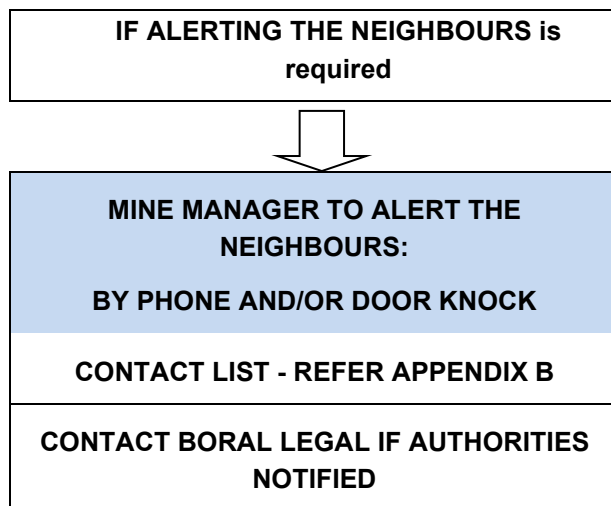 IF ALERTING THE NEIGHBOURS is
required
MINE MANAGER TO ALERT THE
NEIGHBOURS:
BY PHONE AND/OR DOOR KNOCK
CONTACT LIST - REFER APPENDIX B
CONTACT BORAL LEGAL IF AUTHORITIES
NOTIFIED